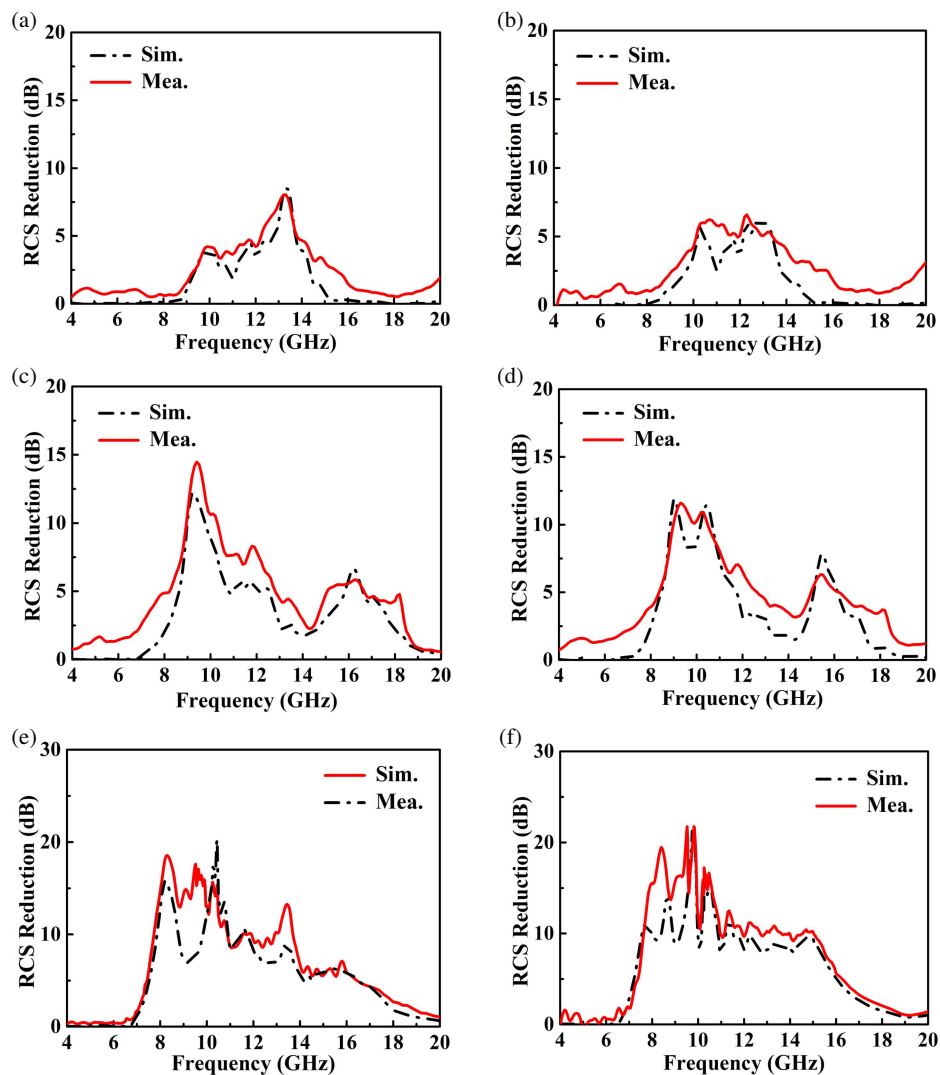 (a)
20
15
10
5
0
RCS Reduction (dB)
Sim.
Mea.
4 6 8 10 12 14 16 18 20
Frequency (GHz)
(b)
20
15
10
5
0
RCS Reduction (dB)
Sim.
Mea.
4 6 8 10 12 14 16 18 20
Frequency (GHz)
(c)
20
15
10
5
0
RCS Reduction (dB)
Sim.
Mea.
4 6 8 10 12 14 16 18 20
Frequency (GHz)
(d)
20
15
10
5
0
RCS Reduction (dB)
Sim.
Mea.
4 6 8 10 12 14 16 18 20
Frequency (GHz)
(e)
30
20
10
0
RCS Reduction (dB)
Sim.
Mea.
4 6 8 10 12 14 16 18 20
Frequency (GHz)
(f)
30
20
10
0
RCS Reduction (dB)
Sim.
Mea.
4 6 8 10 12 14 16 18 20
Frequency (GHz)